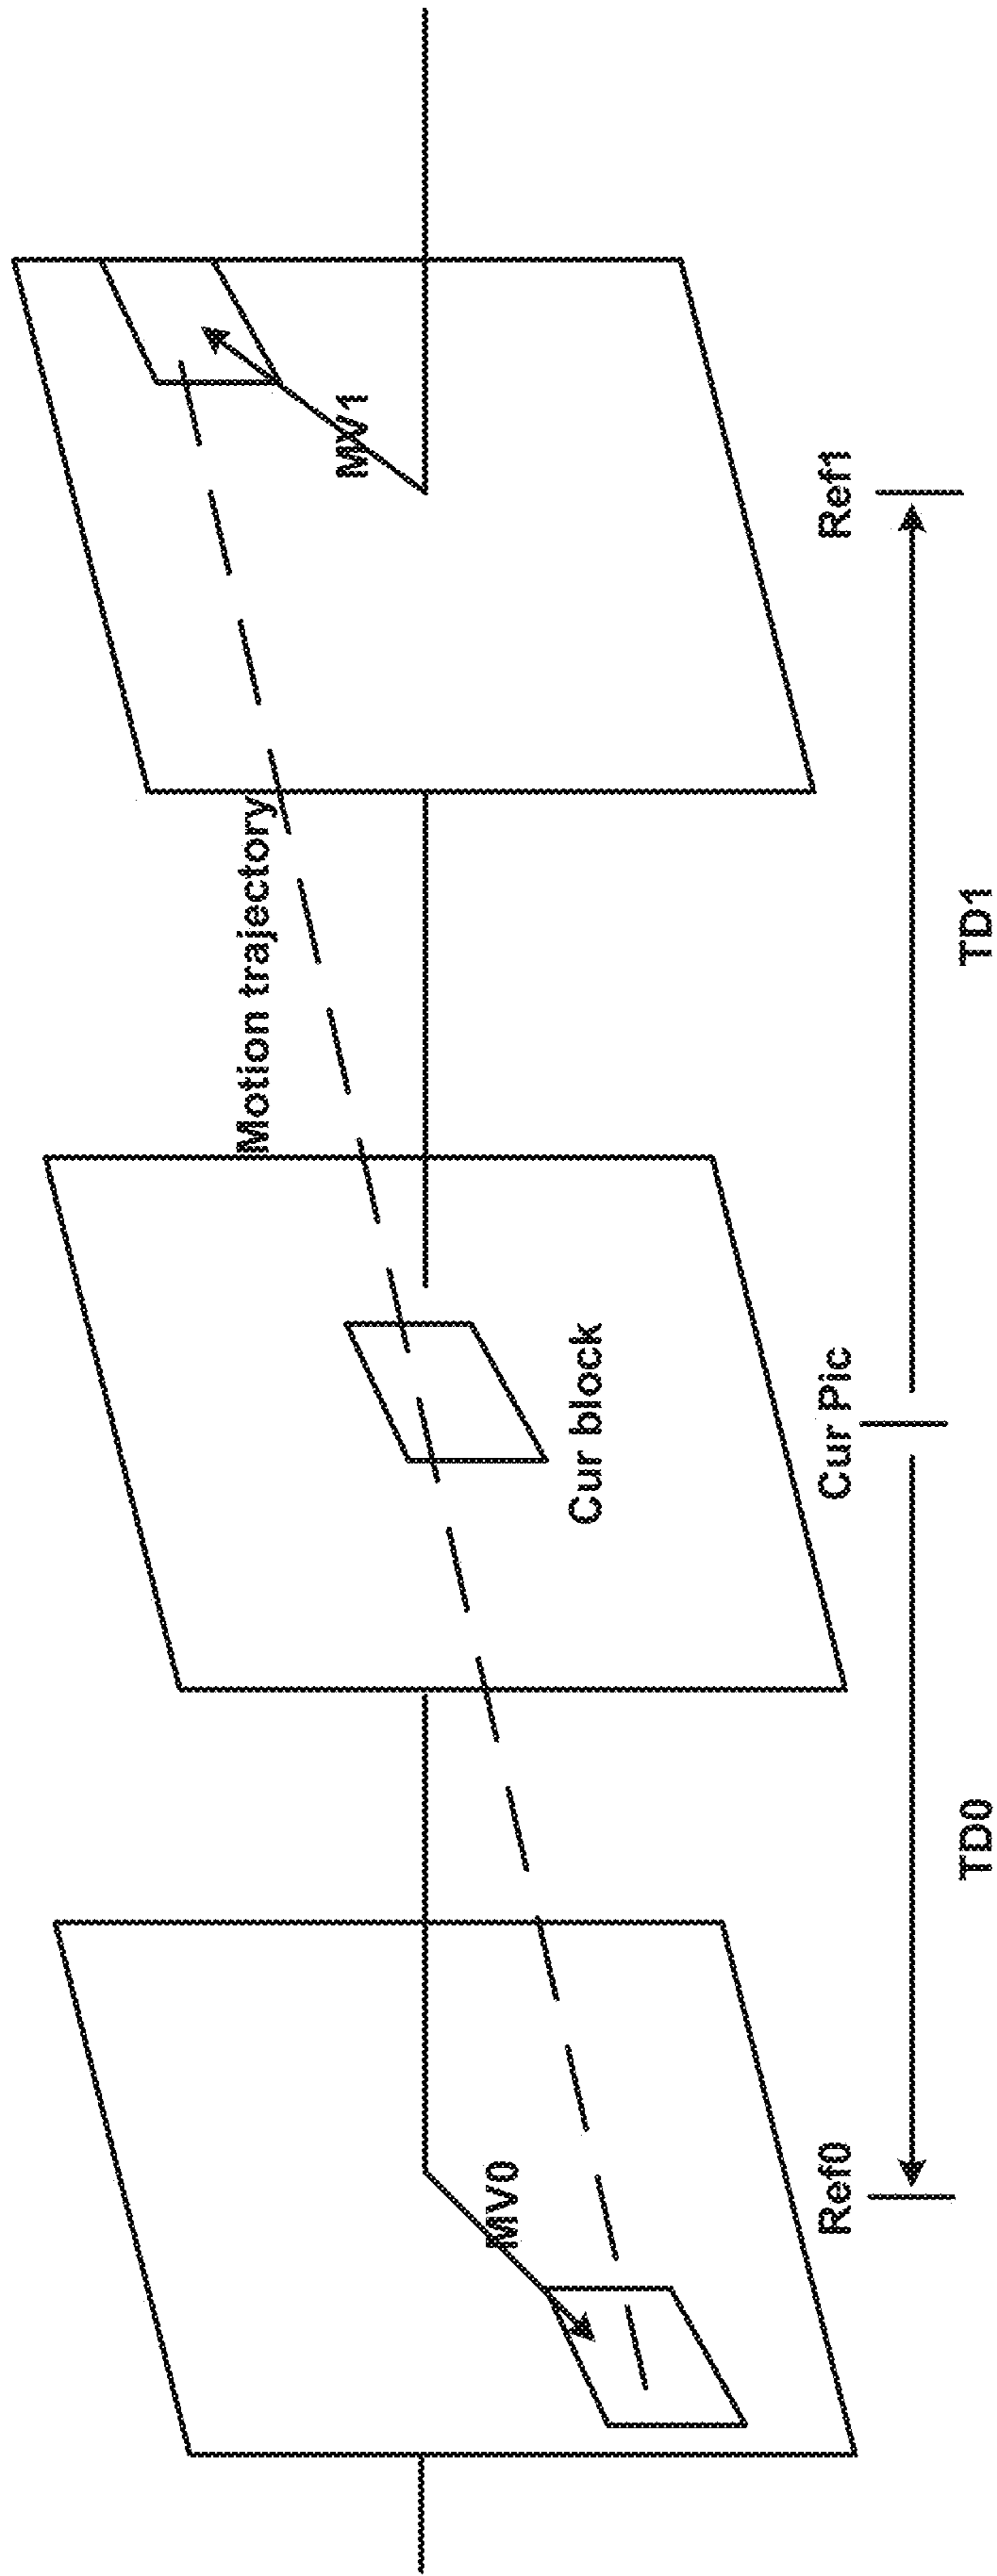 Motion trajectory
MV1
MV0
Cur block
Ref0
Cur Pic
Ref1
TD0
TD1